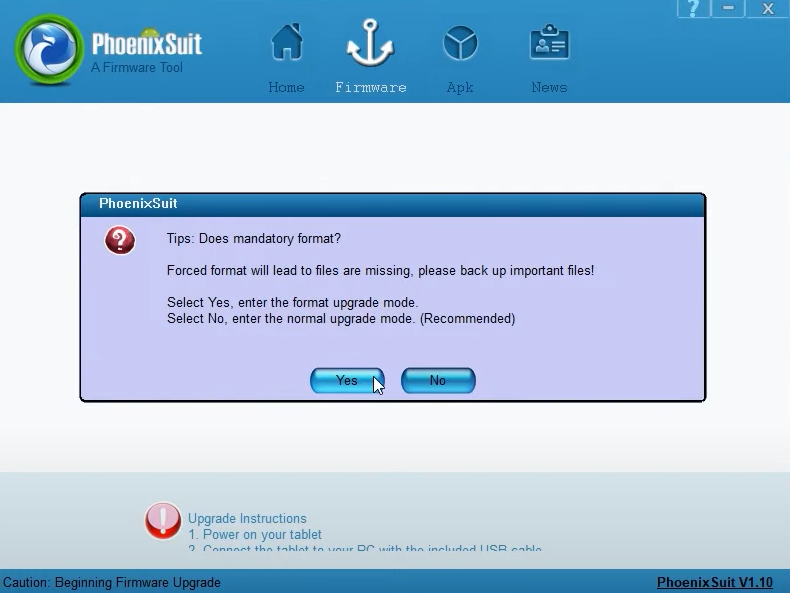 ? – X
PhoenixSuit
A Firmware Tool
Home Firmware Apk News
PhoenixSuit
Tips: Does mandatory format?
Forced format will lead to files are missing, please back up important files!
Select Yes, enter the format upgrade mode.
Select No, enter the normal upgrade mode. (Recommended)
Yes No
Upgrade Instructions
1. Power on your tablet
2. Connect the tablet to your PC with the included USB cable
Caution: Beginning Firmware Upgrade PhoenixSuit V1.10